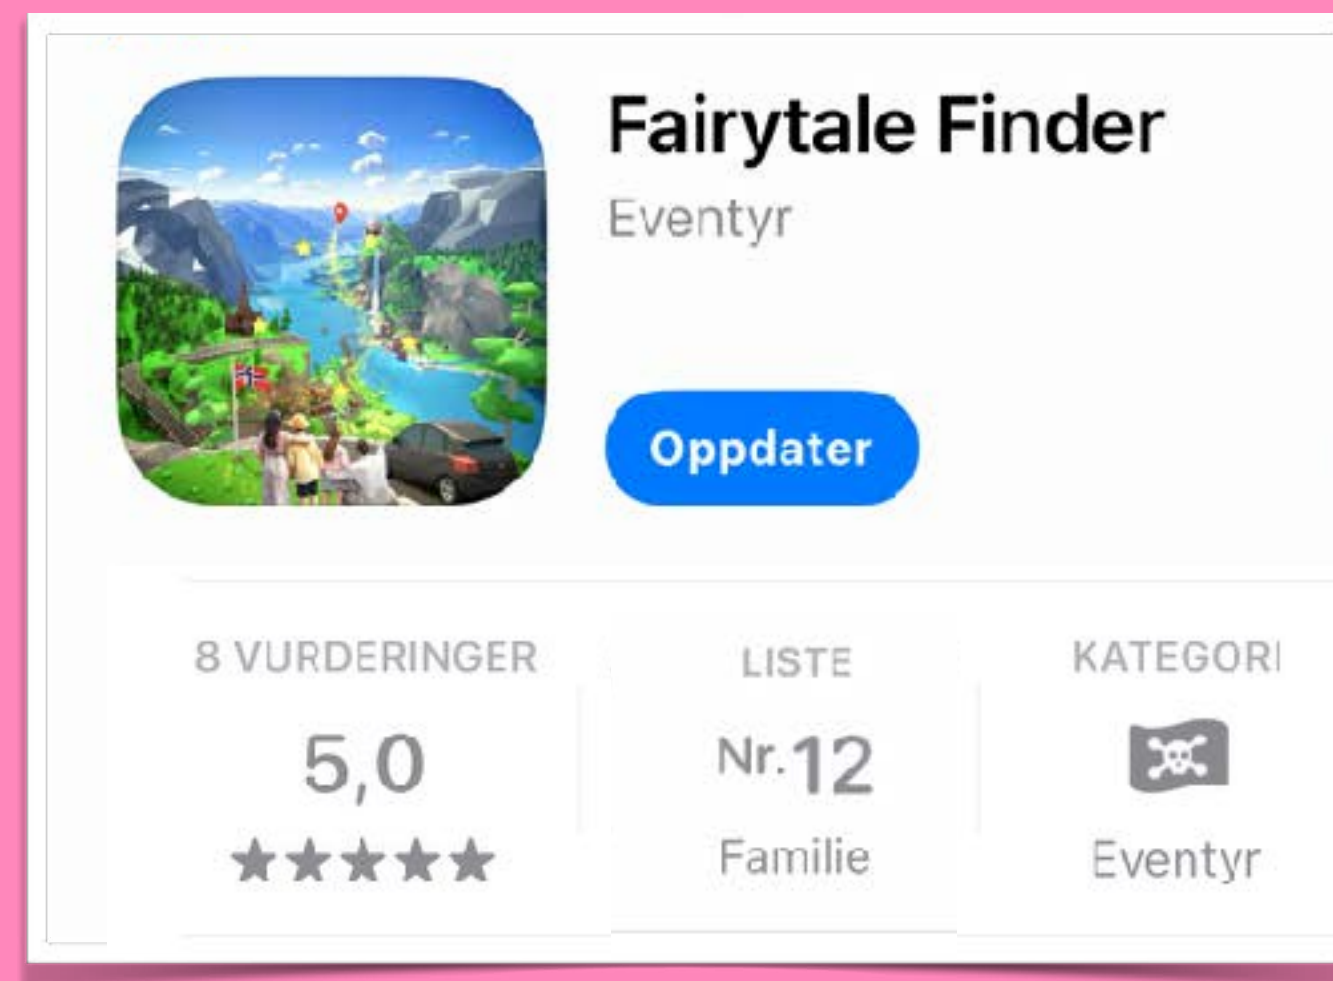 Fairytale Finder
Eventyr
Oppdater
8 VURDERINGER
LISTE
KATEGORI
5,0
Nr.12
Familie
Eventyr